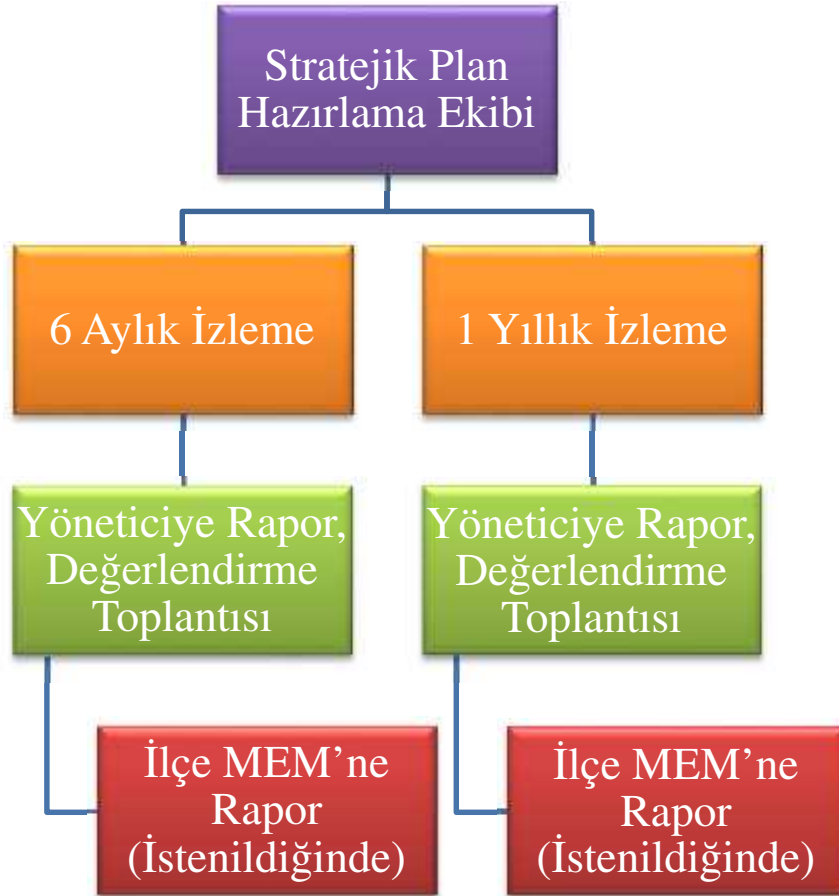 Stratejik Plan
Hazırlama Ekibi
6 Aylık İzleme
1 Yıllık İzleme
Yöneticiye Rapor,
Değerlendirme
Toplantısı
Yöneticiye Rapor,
Değerlendirme
Toplantısı
İlçe MEM’ne
Rapor
(İstenildiğinde)
İlçe MEM’ne
Rapor
(İstenildiğinde)